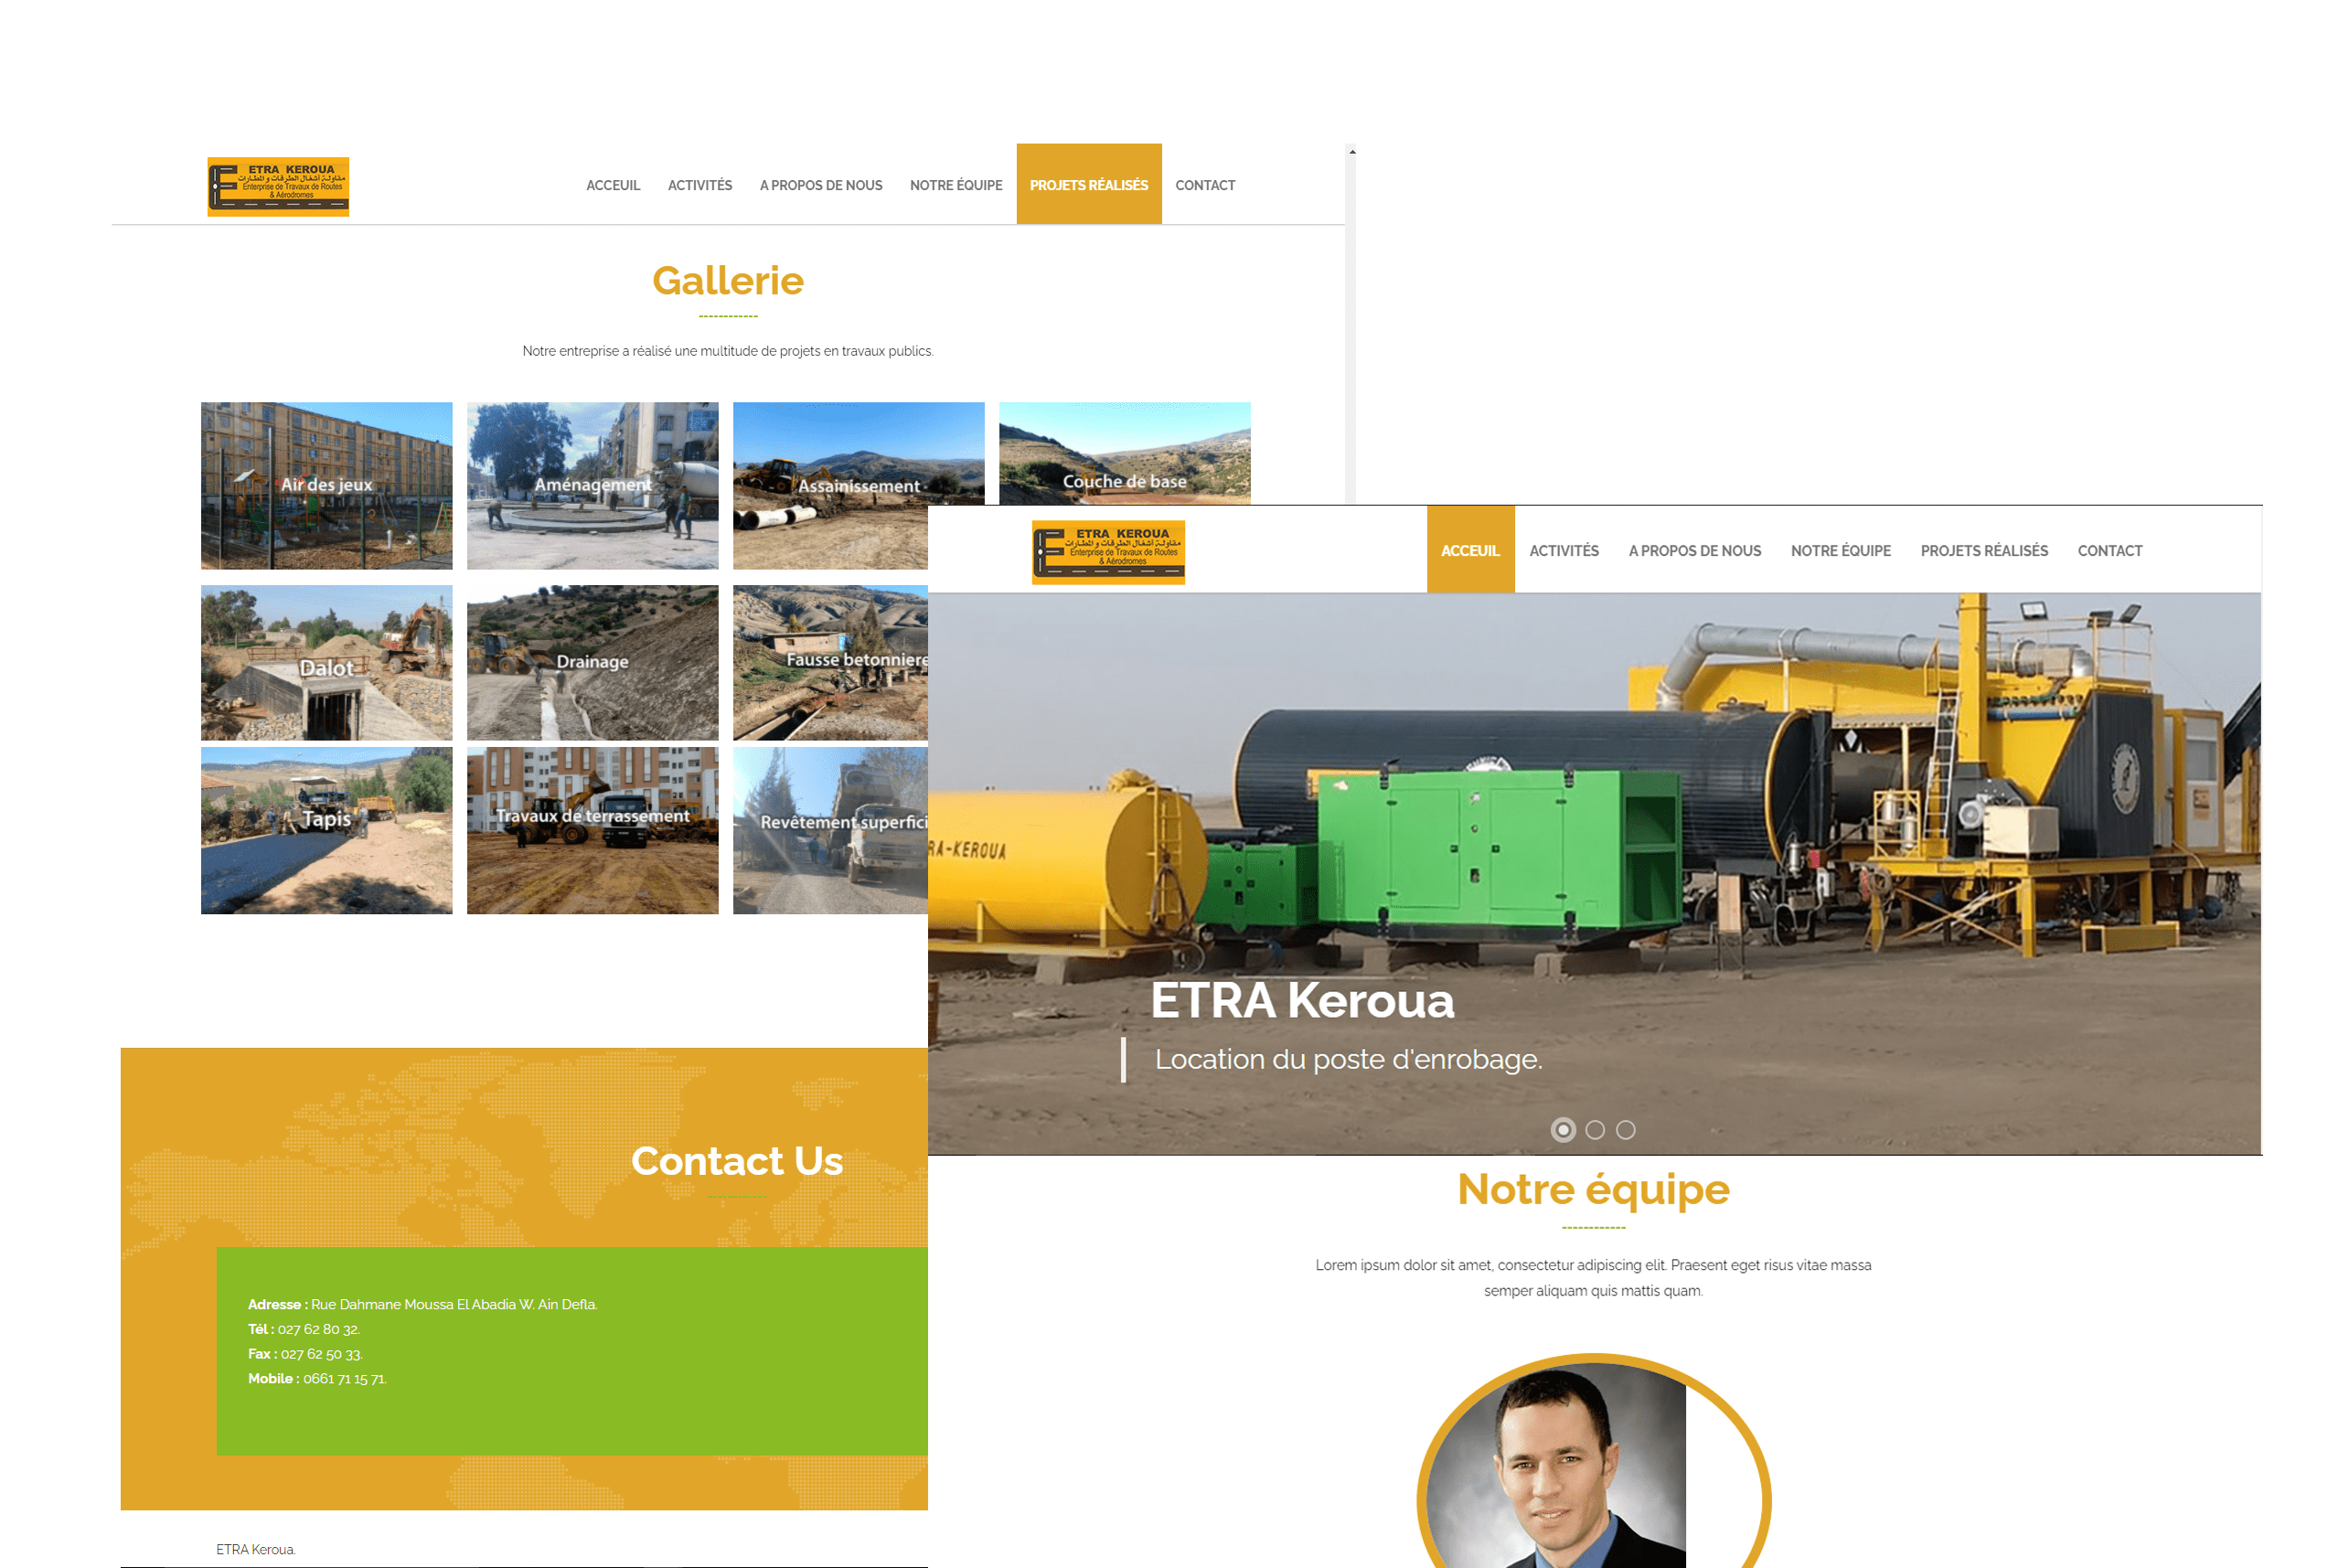 ETRA KEROUA
مقاولة أشغال الطرقات و المطارات
Enterprise de Travaux de Routes
& Aérodromes
ACCEUIL
ACTIVITÉS
A PROPOS DE NOUS
NOTRE ÉQUIPE
PROJETS RÉALISÉS
CONTACT
Gallerie
Notre entreprise a réalisé une multitude de projets en travaux publics.
Air des jeux
Aménagement
Assainissement
Couche de base
Dalot
Drainage
Fausse betonniere
Tapis
Travaux de terrassement
Revêtement superfici
Contact Us
Adresse : Rue Dahmane Moussa El Abadia W. Ain Defla.
Tél : 027 62 80 32.
Fax : 027 62 50 33.
Mobile : 0661 71 15 71.
ETRA Keroua.
ETRA KEROUA
مقاولة أشغال الطرقات و المطارات
Enterprise de Travaux de Routes
& Aérodromes
ACCEUIL
ACTIVITÉS
A PROPOS DE NOUS
NOTRE ÉQUIPE
PROJETS RÉALISÉS
CONTACT
RA-KEROUA
ETRA Keroua
Location du poste d'enrobage.
Notre équipe
Lorem ipsum dolor sit amet, consectetur adipiscing elit. Praesent eget risus vitae massa
semper aliquam quis mattis quam.